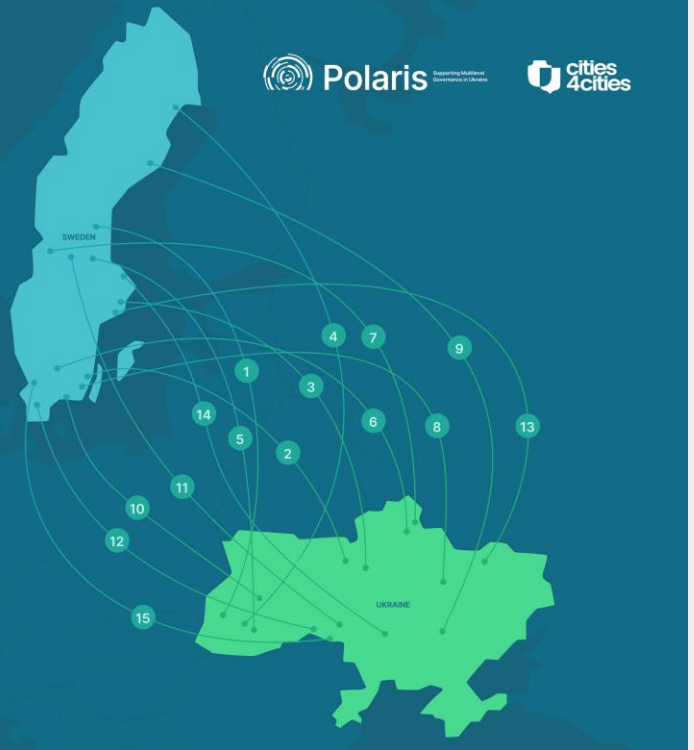 Polaris
Supporting Multilevel
Governance in Ukraine
cities
4cities
SWEDEN
4
7
9
1
3
14
6
8
13
5
2
11
10
12
UKRAINE
15